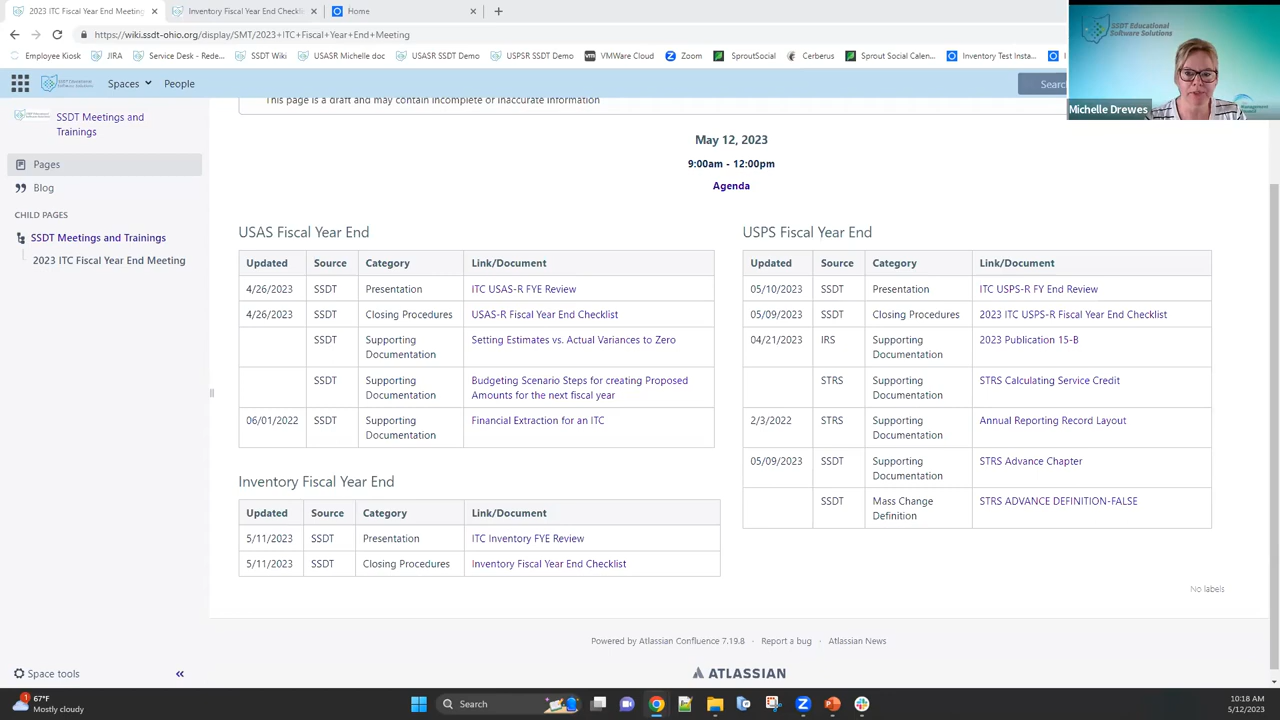 2023 ITC Fiscal Year End Meeting
Inventory Fiscal Year End Checkli
Home
https://wiki.ssdt-ohio.org/display/SMT/2023+ITC+Fiscal+Year+End+Meeting
Employee Kiosk
JIRA
Service Desk - Rede...
SSDT Wiki
USASR Michelle doc
USASR SSDT Demo
USPSR SSDT Demo
VMWare Cloud
Zoom
SproutSocial
Cerberus
Sprout Social Calen...
Inventory Test Insta...
SSDT Educational
Software Solutions
Michelle Drewes
Spaces
People
Searc
This page is a draft and may contain incomplete or inaccurate information
SSDT Meetings and
Trainings
Pages
Blog
CHILD PAGES
SSDT Meetings and Trainings
2023 ITC Fiscal Year End Meeting
May 12, 2023
9:00am - 12:00pm
Agenda
USAS Fiscal Year End
Updated Source Category Link/Document
4/26/2023 SSDT Presentation ITC USAS-R FYE Review
4/26/2023 SSDT Closing Procedures USAS-R Fiscal Year End Checklist
SSDT Supporting Documentation Setting Estimates vs. Actual Variances to Zero
SSDT Supporting Documentation Budgeting Scenario Steps for creating Proposed
Amounts for the next fiscal year
06/01/2022 SSDT Supporting Documentation Financial Extraction for an ITC
Inventory Fiscal Year End
Updated Source Category Link/Document
5/11/2023 SSDT Presentation ITC Inventory FYE Review
5/11/2023 SSDT Closing Procedures Inventory Fiscal Year End Checklist
USPS Fiscal Year End
Updated Source Category Link/Document
05/10/2023 SSDT Presentation ITC USPS-R FY End Review
05/09/2023 SSDT Closing Procedures 2023 ITC USPS-R Fiscal Year End Checklist
04/21/2023 IRS Supporting Documentation 2023 Publication 15-B
STRS Supporting Documentation STRS Calculating Service Credit
2/3/2022 STRS Supporting Documentation Annual Reporting Record Layout
05/09/2023 SSDT Supporting Documentation STRS Advance Chapter
SSDT Mass Change Definition STRS ADVANCE DEFINITION-FALSE
No labels
Powered by Atlassian Confluence 7.19.8 · Report a bug · Atlassian News
ATLASSIAN
Space tools
67°F
Mostly cloudy
Search
10:18 AM
5/12/2023